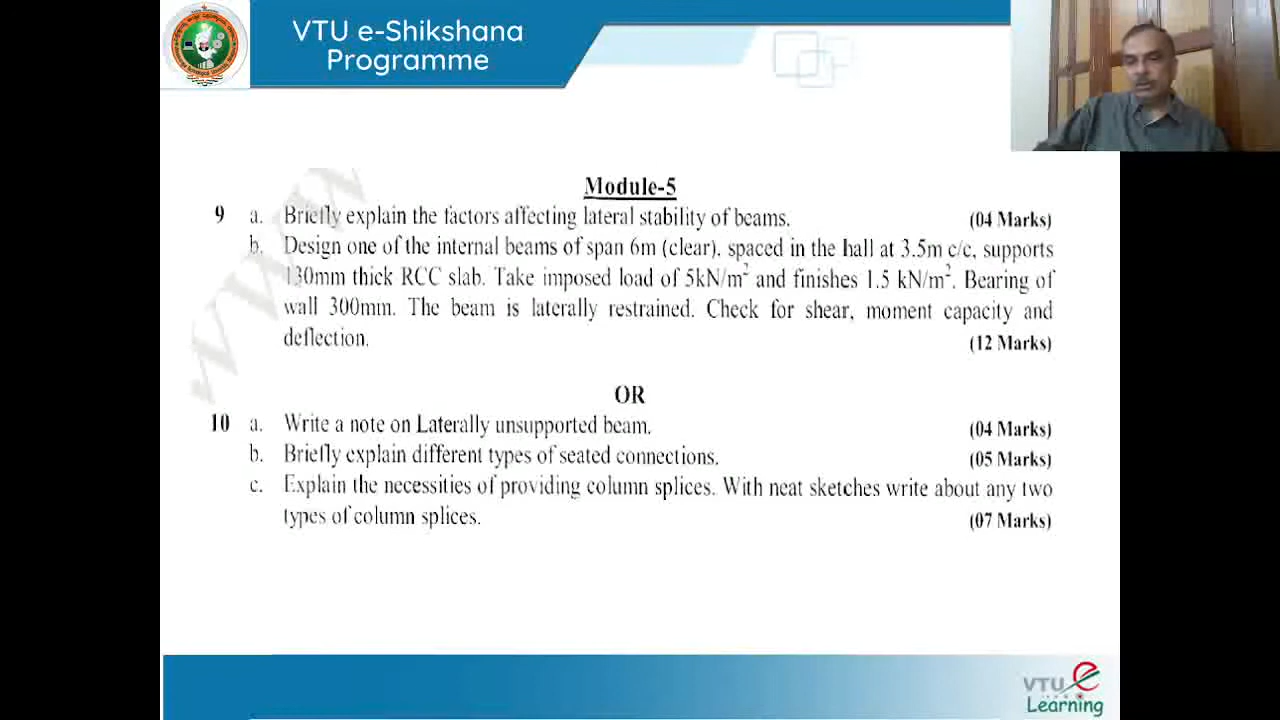 VTU e-Shikshana
Programme
Module-5
9 a. Briefly explain the factors affecting lateral stability of beams. (04 Marks)
b. Design one of the internal beams of span 6m (clear), spaced in the hall at 3.5m c/c, supports
130mm thick RCC slab. Take imposed load of 5kN/m² and finishes 1.5 kN/m². Bearing of
wall 300mm. The beam is laterally restrained. Check for shear, moment capacity and
deflection. (12 Marks)
OR
10 a. Write a note on Laterally unsupported beam. (04 Marks)
b. Briefly explain different types of seated connections. (05 Marks)
c. Explain the necessities of providing column splices. With neat sketches write about any two
types of column splices. (07 Marks)
www
VTU e
Learning